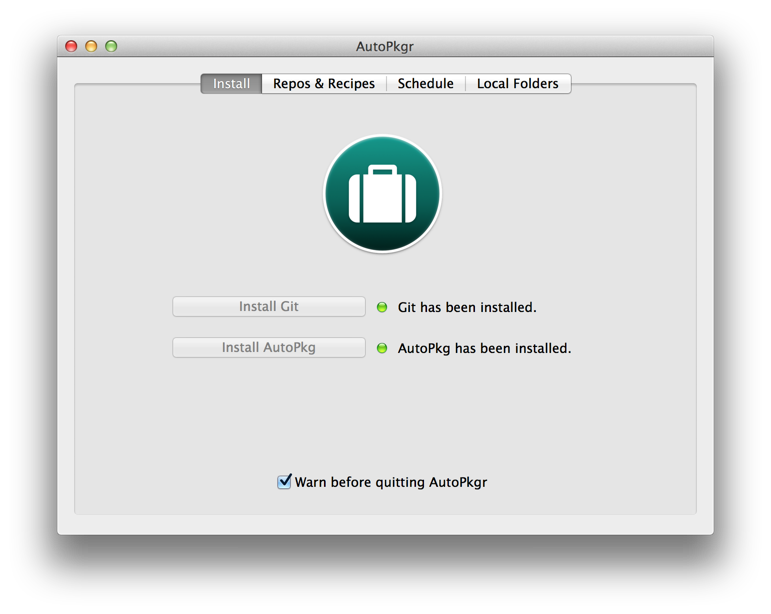 AutoPkgr
Install Repos & Recipes Schedule Local Folders
Install Git Git has been installed.
Install AutoPkg AutoPkg has been installed.
Warn before quitting AutoPkgr